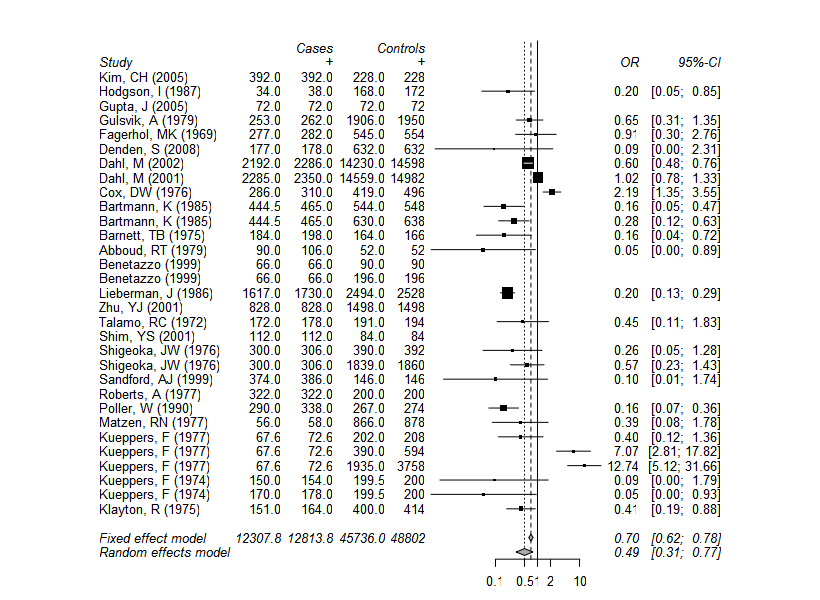 Cases Controls
Study + + OR 95%-CI
Kim, CH (2005) 392.0 392.0 228.0 228
Hodgson, I (1987) 34.0 38.0 168.0 172 0.20 [0.05; 0.85]
Gupta, J (2005) 72.0 72.0 72.0 72
Gulsvik, A (1979) 253.0 262.0 1906.0 1950 0.65 [0.31; 1.35]
Fagerhol, MK (1969) 277.0 282.0 545.0 554 0.91 [0.30; 2.76]
Denden, S (2008) 177.0 178.0 632.0 632 0.09 [0.00; 2.31]
Dahl, M (2002) 2192.0 2286.0 14230.0 14598 0.60 [0.48; 0.76]
Dahl, M (2001) 2285.0 2350.0 14559.0 14982 1.02 [0.78; 1.33]
Cox, DW (1976) 286.0 310.0 419.0 496 2.19 [1.35; 3.55]
Bartmann, K (1985) 444.5 465.0 544.0 548 0.16 [0.05; 0.47]
Bartmann, K (1985) 444.5 465.0 630.0 638 0.28 [0.12; 0.63]
Barnett, TB (1975) 184.0 198.0 164.0 166 0.16 [0.04; 0.72]
Abboud, RT (1979) 90.0 106.0 52.0 52 0.05 [0.00; 0.89]
Benetazzo (1999) 66.0 66.0 90.0 90
Benetazzo (1999) 66.0 66.0 196.0 196
Lieberman, J (1986) 1617.0 1730.0 2494.0 2528 0.20 [0.13; 0.29]
Zhu, YJ (2001) 828.0 828.0 1498.0 1498
Talamo, RC (1972) 172.0 178.0 191.0 194 0.45 [0.11; 1.83]
Shim, YS (2001) 112.0 112.0 84.0 84
Shigeoka, JW (1976) 300.0 306.0 390.0 392 0.26 [0.05; 1.28]
Shigeoka, JW (1976) 300.0 306.0 1839.0 1860 0.57 [0.23; 1.43]
Sandford, AJ (1999) 374.0 386.0 146.0 146 0.10 [0.01; 1.74]
Roberts, A (1977) 322.0 322.0 200.0 200
Poller, W (1990) 290.0 338.0 267.0 274 0.16 [0.07; 0.36]
Matzen, RN (1977) 56.0 58.0 866.0 878 0.39 [0.08; 1.78]
Kueppers, F (1977) 67.6 72.6 202.0 208 0.40 [0.12; 1.36]
Kueppers, F (1977) 67.6 72.6 390.0 594 7.07 [2.81; 17.82]
Kueppers, F (1977) 67.6 72.6 1935.0 3758 12.74 [5.12; 31.66]
Kueppers, F (1974) 150.0 154.0 199.5 200 0.09 [0.00; 1.79]
Kueppers, F (1974) 170.0 178.0 199.5 200 0.05 [0.00; 0.93]
Klayton, R (1975) 151.0 164.0 400.0 414 0.41 [0.19; 0.88]
Fixed effect model 12307.8 12813.8 45736.0 48802 0.70 [0.62; 0.78]
Random effects model 0.49 [0.31; 0.77]
0.1 0.5 1 2 10